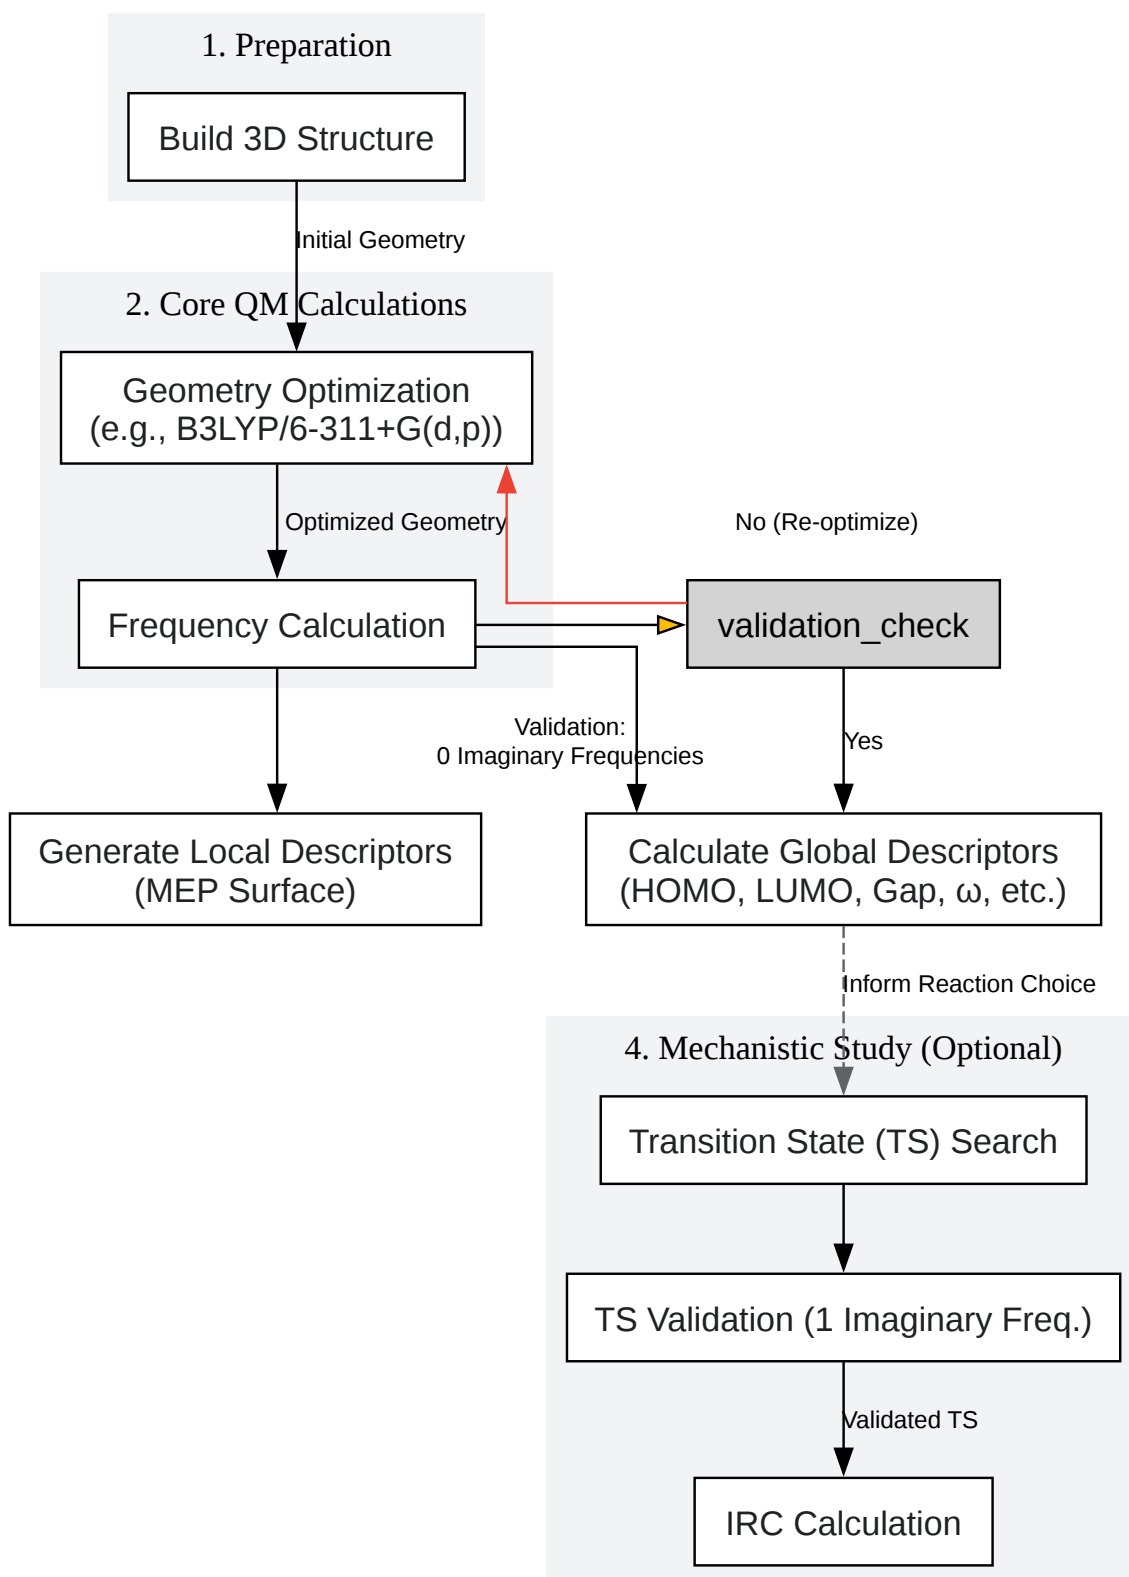 1. Preparation
Build 3D Structure
Initial Geometry
2. Core QM Calculations
Geometry Optimization
(e.g., B3LYP/6-311+G(d,p))
Optimized Geometry
No (Re-optimize)
Frequency Calculation
validation_check
Validation:
0 Imaginary Frequencies
Yes
Generate Local Descriptors
(MEP Surface)
Calculate Global Descriptors
(HOMO, LUMO, Gap, ω, etc.)
Inform Reaction Choice
4. Mechanistic Study (Optional)
Transition State (TS) Search
TS Validation (1 Imaginary Freq.)
Validated TS
IRC Calculation